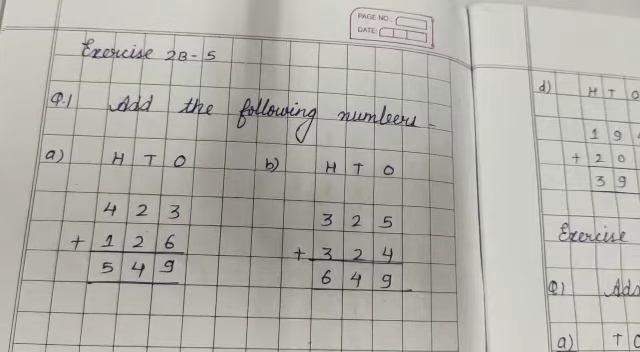 PAGE NO.:
DATE:
Exercise 2B-5
Q.1 Add the following numbers -
a) H T O
4 2 3
+ 1 2 6
5 4 9
b) H T O
3 2 5
+ 3 2 4
6 4 9
d) H T O
1 9
+ 2 0
3 9
Exercise
Q1
a) T O